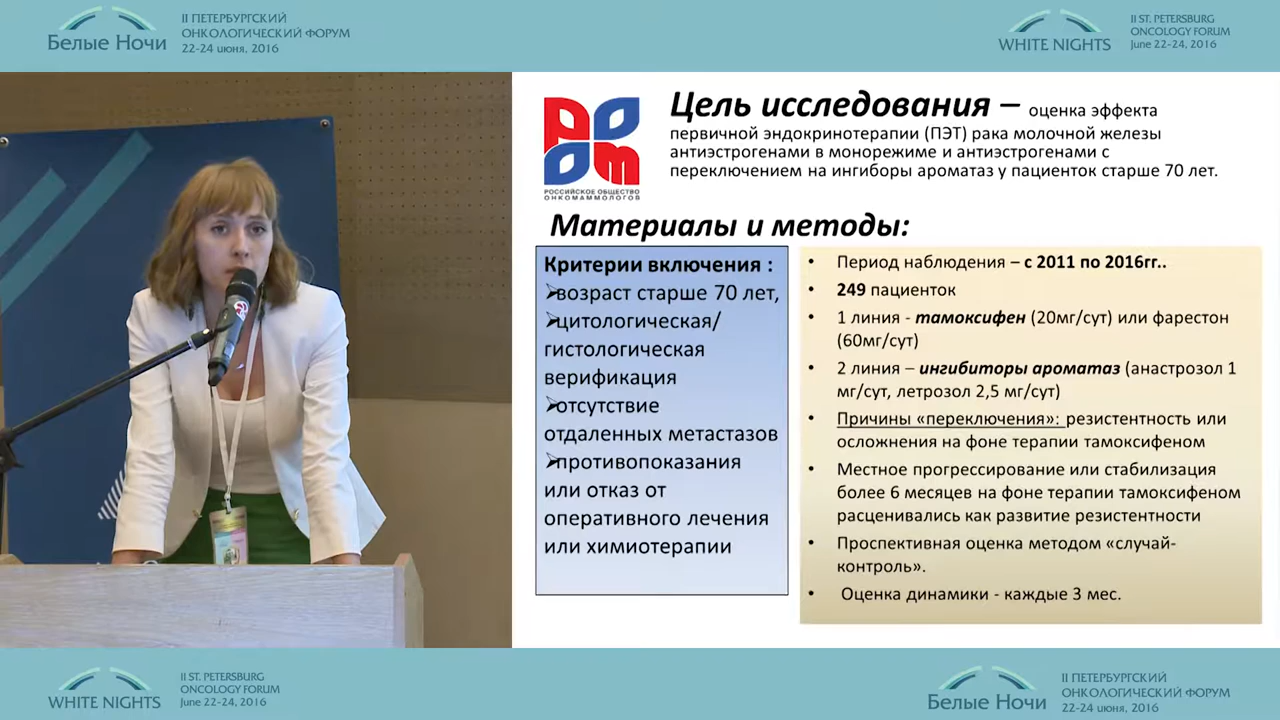 II ПЕТЕРБУРГСКИЙ
ОНКОЛОГИЧЕСКИЙ ФОРУМ
Белые Ночи
22-24 июня, 2016
II ST. PETERSBURG
ONCOLOGY FORUM
WHITE NIGHTS
June 22-24, 2016
РООМ
РОССИЙСКОЕ ОБЩЕСТВО
ОНКОМАММОЛОГОВ
Цель исследования – оценка эффекта
первичной эндокринотерапии (ПЭТ) рака молочной железы
антиэстрогенами в монорежиме и антиэстрогенами с
переключением на ингибиторы ароматаз у пациенток старше 70 лет.
Материалы и методы:
Критерии включения :
возраст старше 70 лет,
цитологическая/
гистологическая
верификация
отсутствие
отдаленных метастазов
противопоказания
или отказ от
оперативного лечения
или химиотерапии
• Период наблюдения – с 2011 по 2016гг..
• 249 пациенток
• 1 линия - тамоксифен (20мг/сут) или фарестон
(60мг/сут)
• 2 линия – ингибиторы ароматаз (анастрозол 1
мг/сут, летрозол 2,5 мг/сут)
• Причины «переключения»: резистентность или
осложнения на фоне терапии тамоксифеном
• Местное прогрессирование или стабилизация
более 6 месяцев на фоне терапии тамоксифеном
расценивались как развитие резистентности
• Проспективная оценка методом «случай-
контроль».
• Оценка динамики - каждые 3 мес.
II ST. PETERSBURG
ONCOLOGY FORUM
WHITE NIGHTS
June 22-24, 2016
II ПЕТЕРБУРГСКИЙ
ОНКОЛОГИЧЕСКИЙ ФОРУМ
Белые Ночи
22-24 июня, 2016